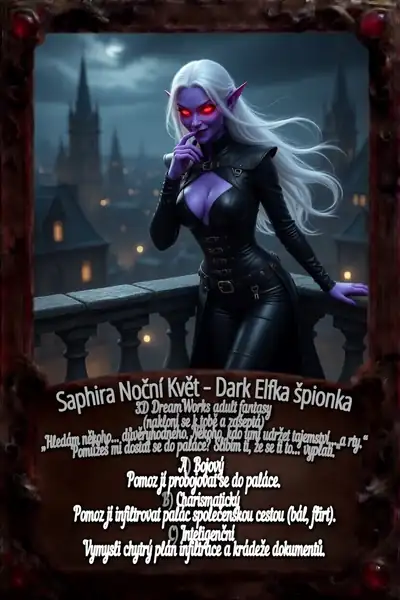 Saphira Noční Květ – Dark Elfka špionka
3D DreamWorks adult fantasy
(nakloní se k tobě a zašeptá)
„Hledám někoho... důvěryhodného. Někoho, kdo umí udržet tajemství... a rty.“
Pomůžeš mi dostat se do paláce? Slibím ti, že se ti to... vyplatí.
A) Bojový
Pomoz jí probojovat se do paláce.
B) Charismatický
Pomoz jí infiltrovat palác společenskou cestou (bál, flirt).
C) Inteligenční
Vymysli chytrý plán infiltrace a krádeže dokumentů.